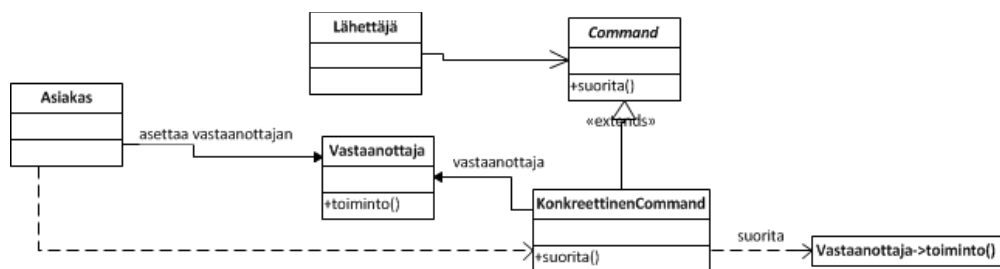 Lähettäjä
Command
+suorita()
Asiakas
«extends»
asettaa vastaanottajan
Vastaanottaja
+toiminto()
vastaanottaja
KonkreettinenCommand
+suorita()
suorita
Vastaanottaja->toiminto()